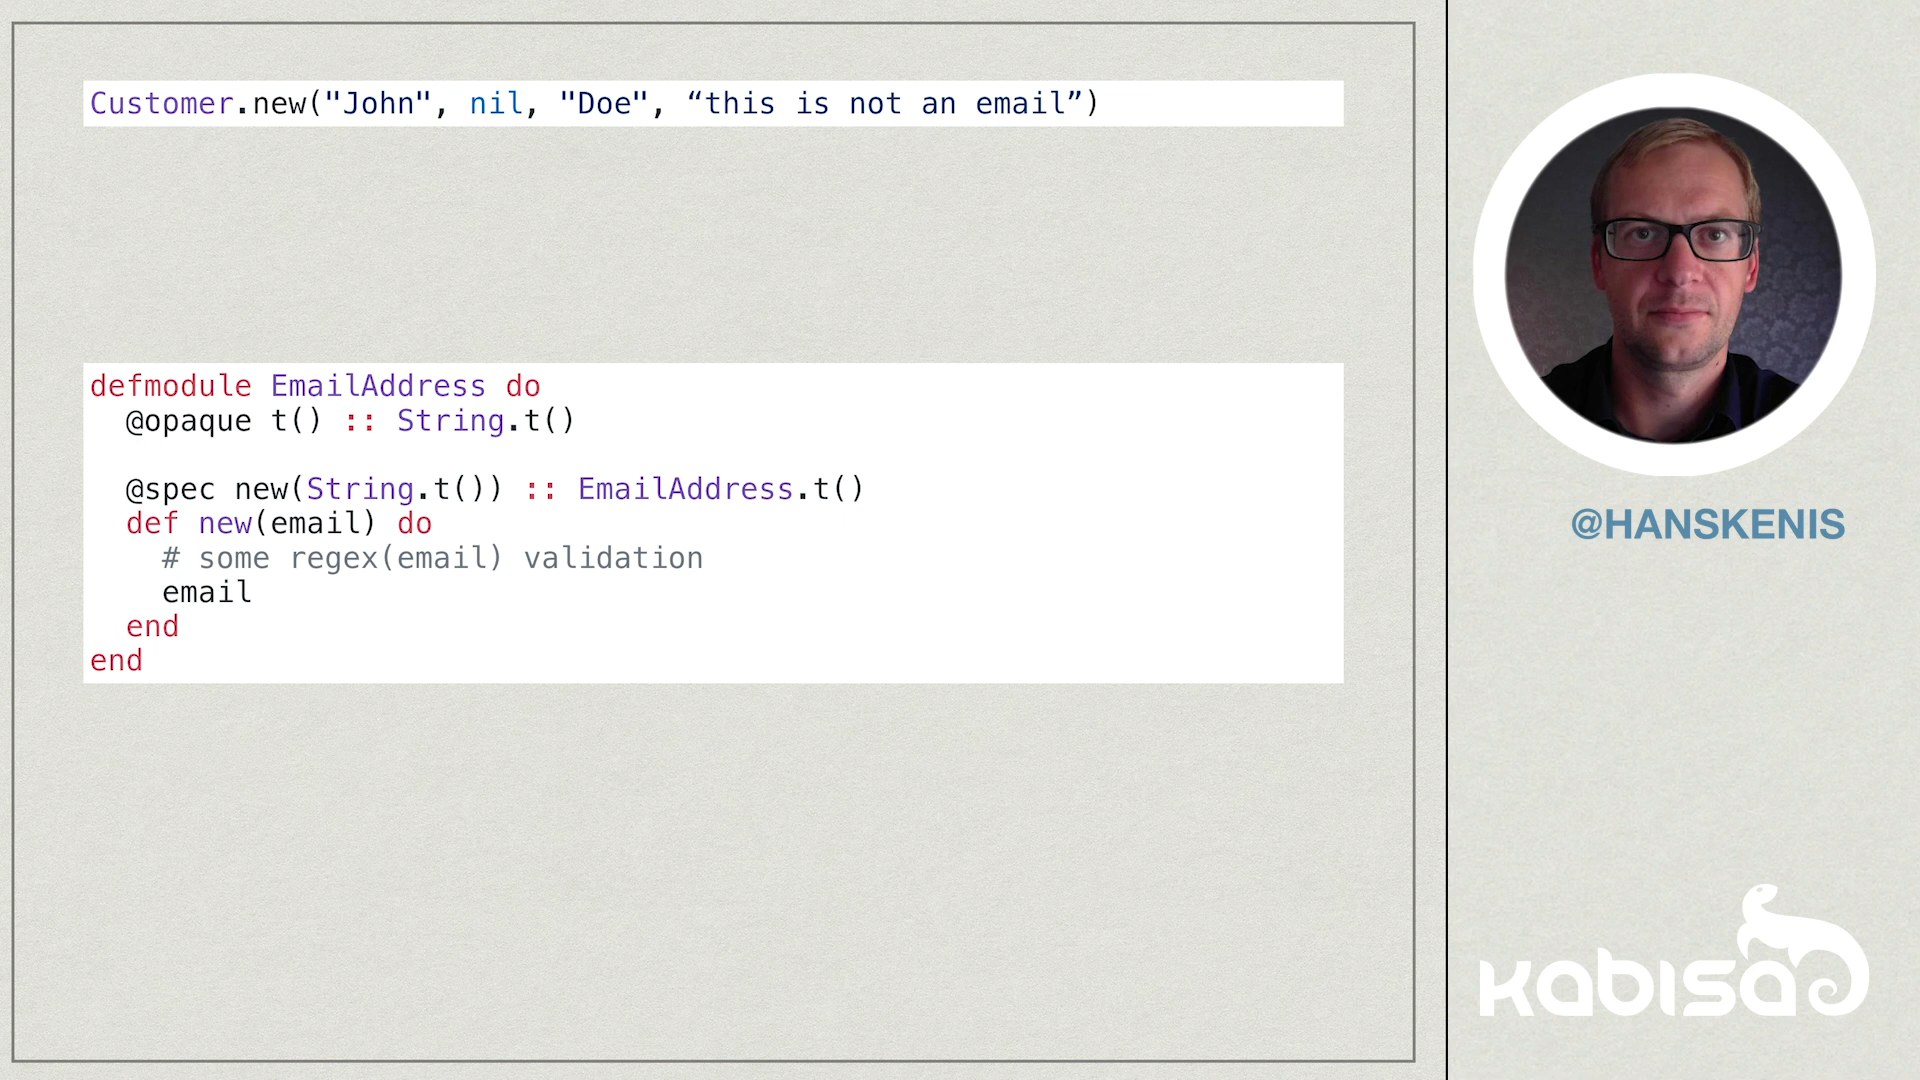 Customer.new("John", nil, "Doe", “this is not an email”)
defmodule EmailAddress do
  @opaque t() :: String.t()
  @spec new(String.t()) :: EmailAddress.t()
  def new(email) do
    # some regex(email) validation
    email
  end
end
@HANSKENIS
kabisa